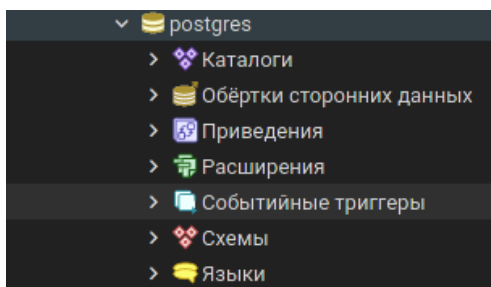 postgres
Каталоги
Обёртки сторонних данных
Приведения
Расширения
Событийные триггеры
Схемы
Языки